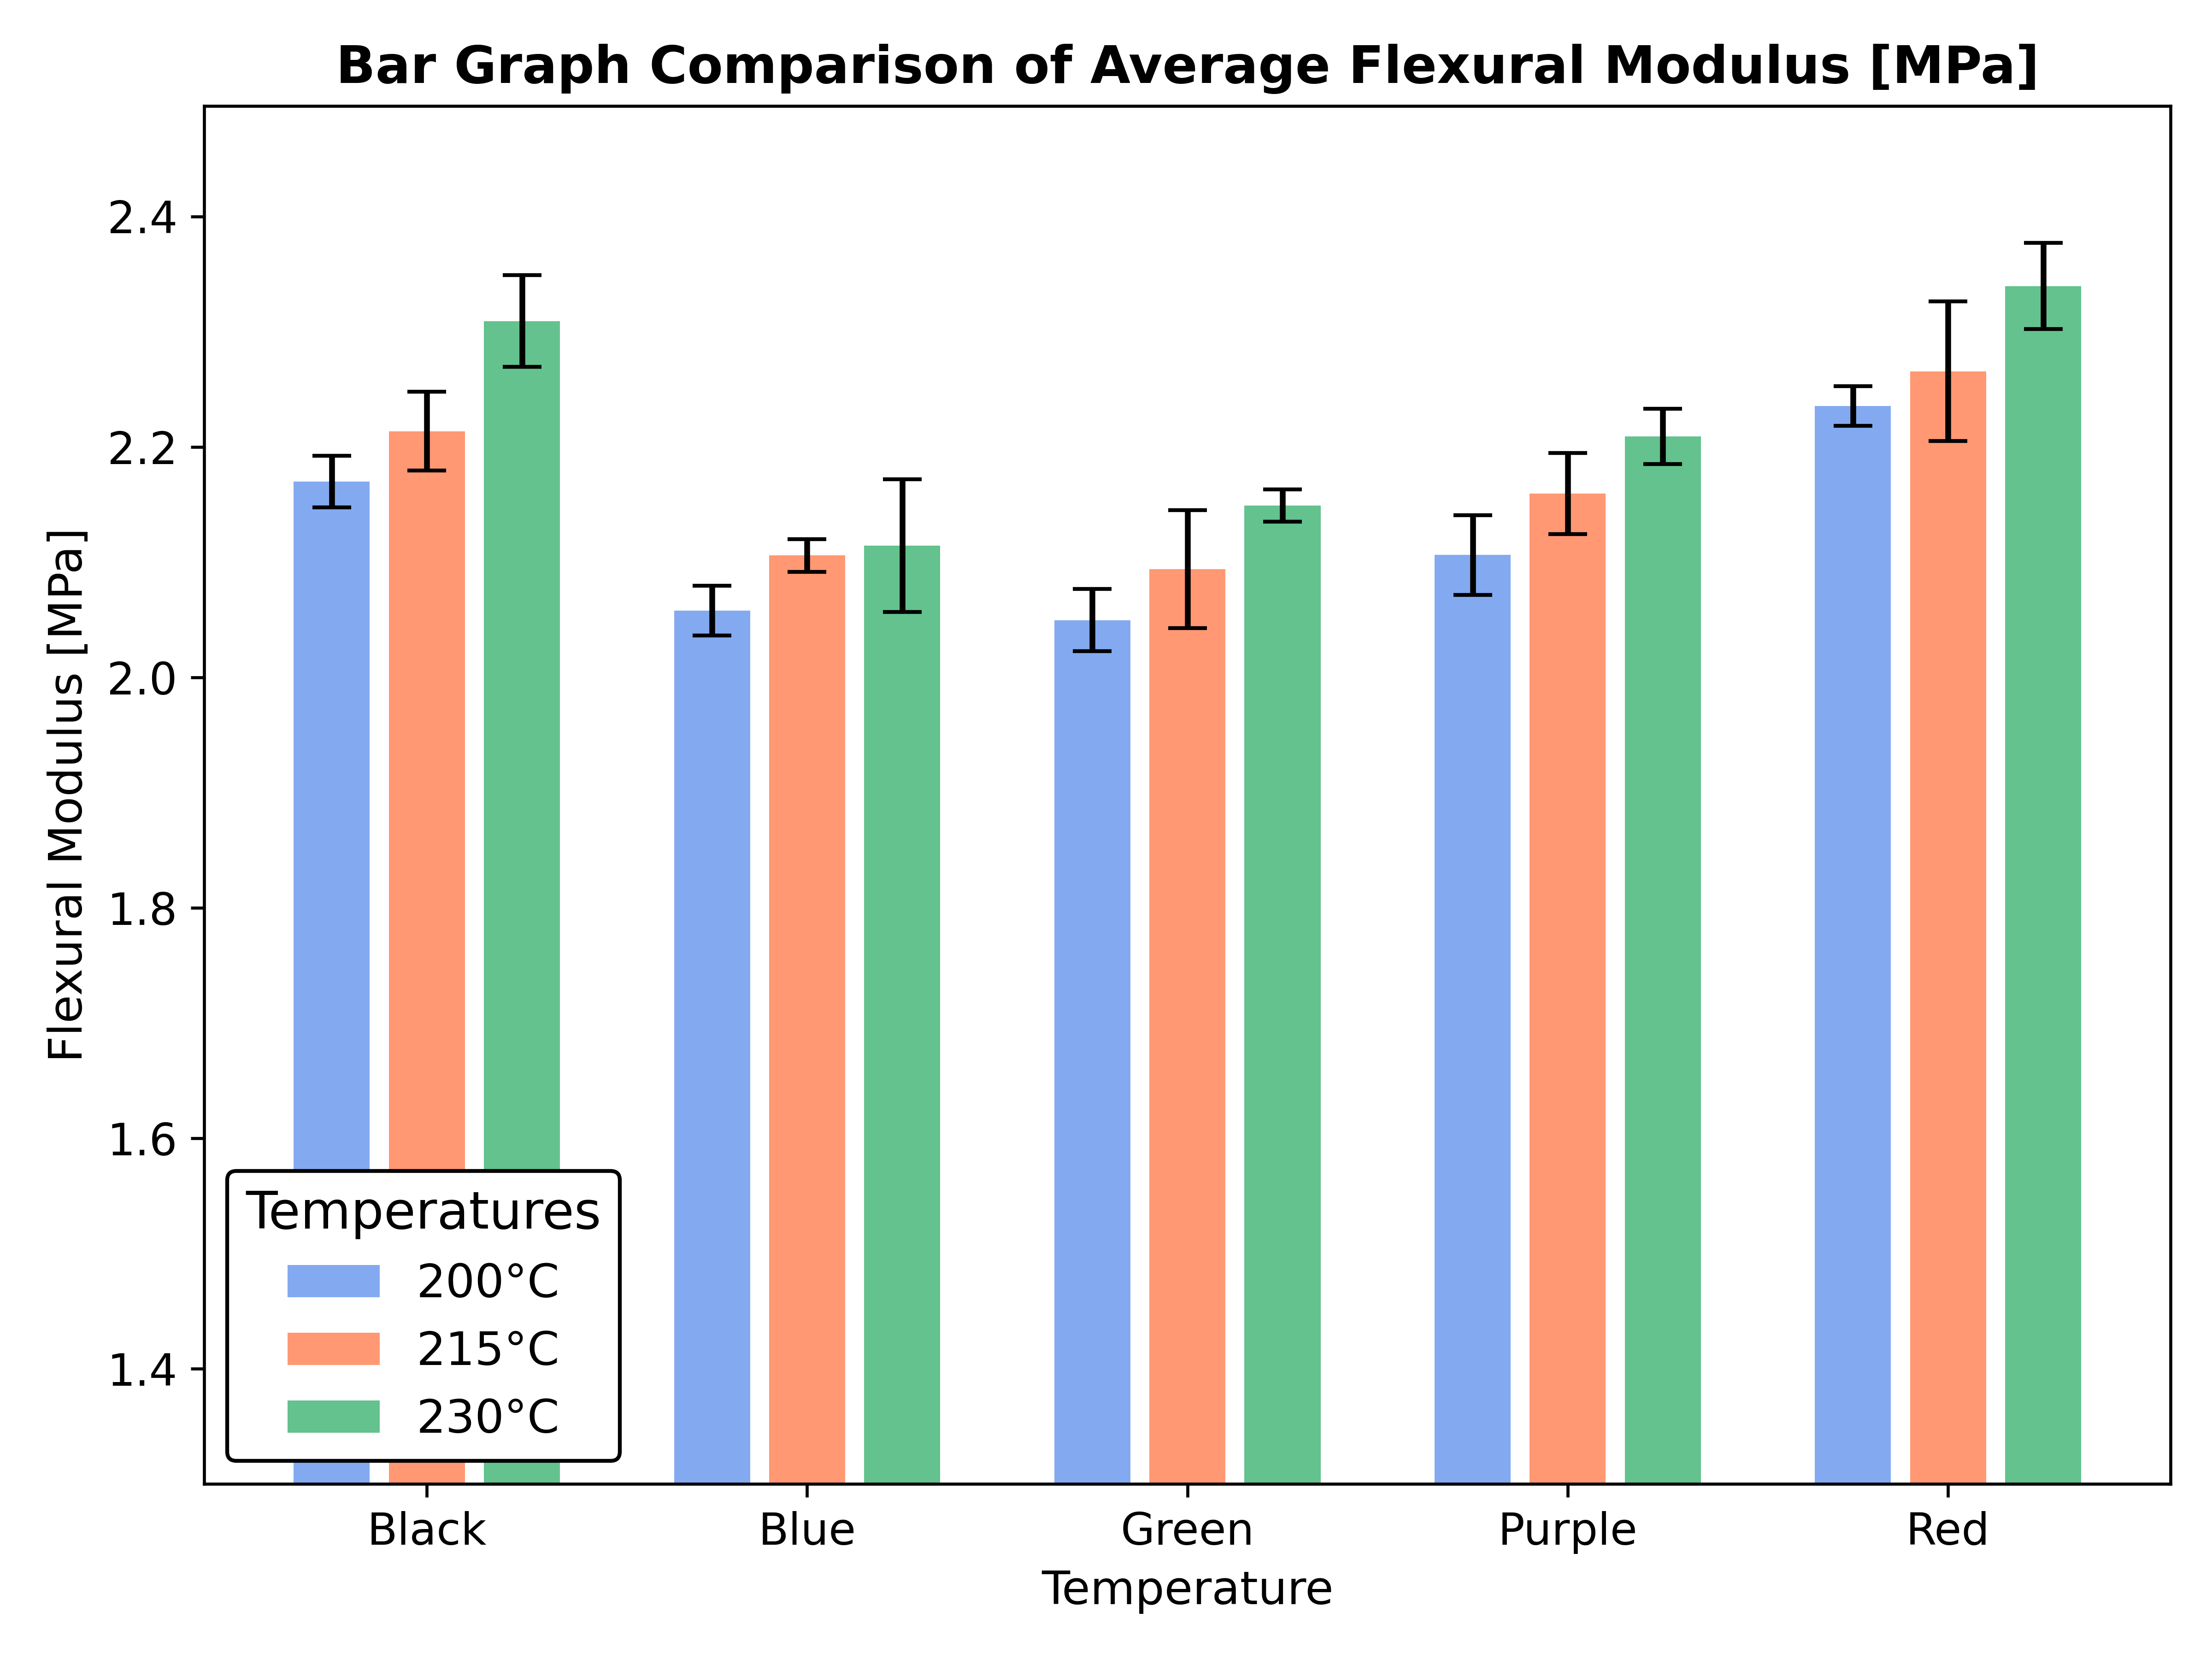 Bar Graph Comparison of Average Flexural Modulus [MPa]
Flexural Modulus [MPa]
2.4
2.2
2.0
1.8
1.6
1.4
Temperatures
200°C
215°C
230°C
Black Blue Green Purple Red
Temperature